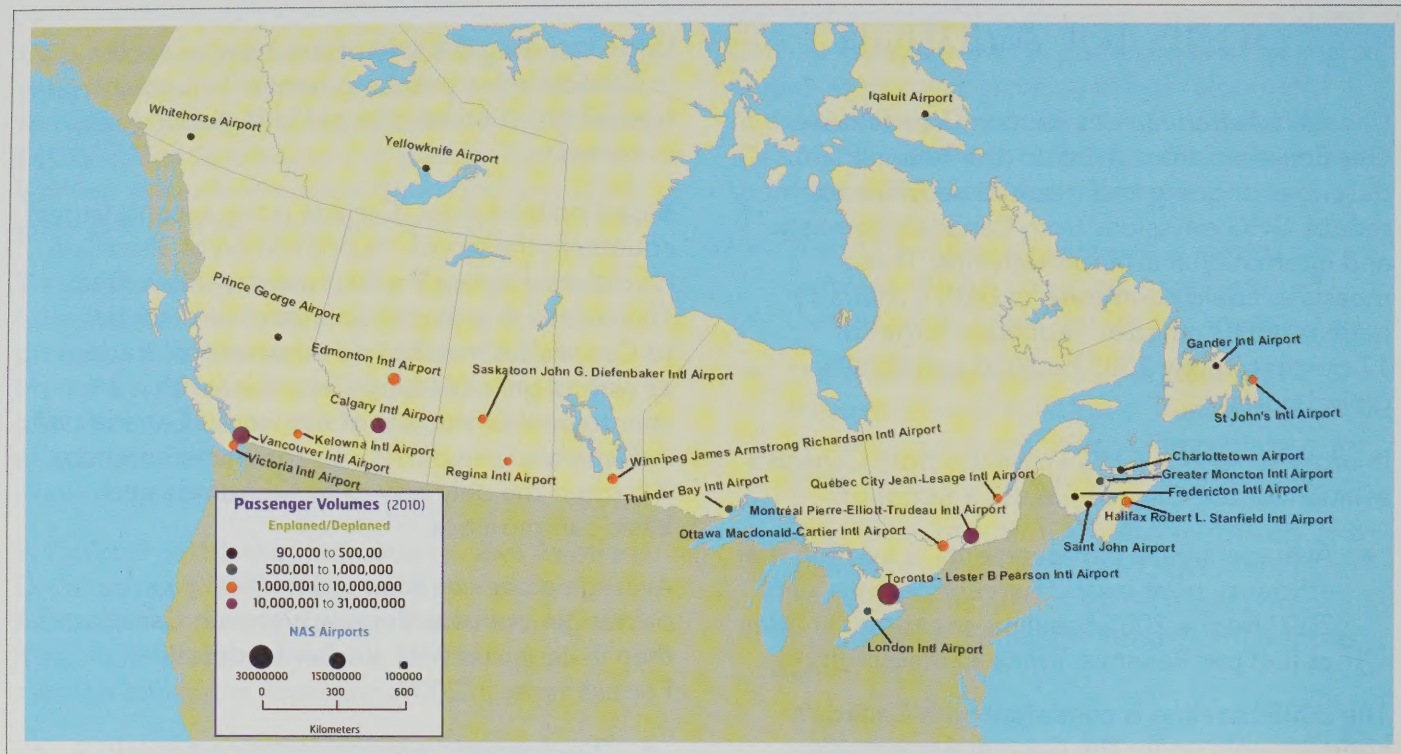 Whitehorse Airport
Yellowknife Airport
Iqaluit Airport
Prince George Airport
Edmonton Intl Airport
Saskatoon John G. Diefenbaker Intl Airport
Calgary Intl Airport
Kelowna Intl Airport
Vancouver Intl Airport
Victoria Intl Airport
Regina Intl Airport
Winnipeg James Armstrong Richardson Intl Airport
Thunder Bay Intl Airport
Québec City Jean-Lesage Intl Airport
Montréal Pierre-Elliott-Trudeau Intl Airport
Ottawa Macdonald-Cartier Intl Airport
Toronto - Lester B Pearson Intl Airport
London Intl Airport
Gander Intl Airport
St John's Intl Airport
Charlottetown Airport
Greater Moncton Intl Airport
Fredericton Intl Airport
Halifax Robert L. Stanfield Intl Airport
Saint John Airport
Passenger Volumes (2010)
Enplaned/Deplaned
90,000 to 500,00
500,001 to 1,000,000
1,000,001 to 10,000,000
10,000,001 to 31,000,000
NAS Airports
30000000 15000000 100000
0 300 600
Kilometers